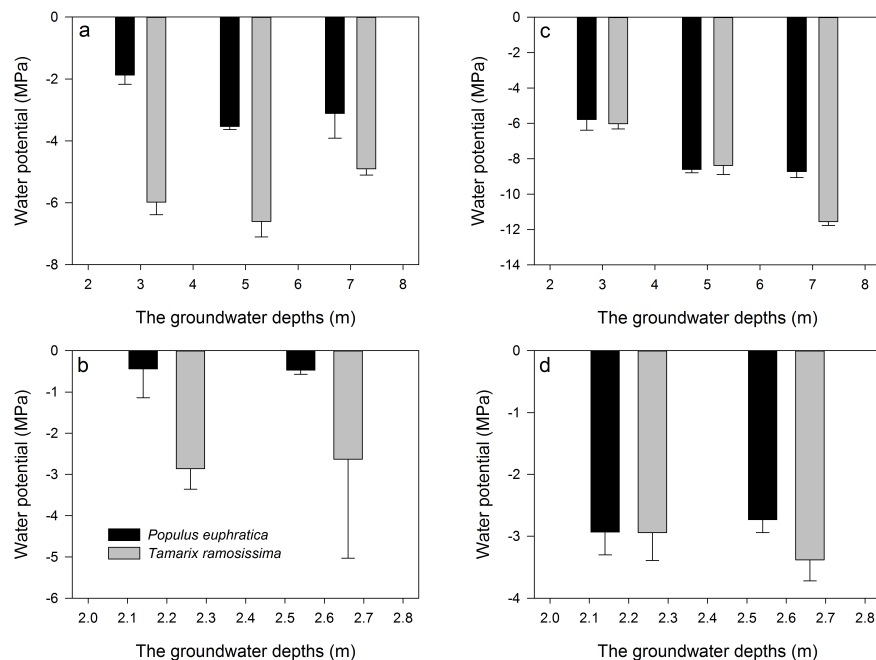 a
Water potential (MPa)
0
-2
-4
-6
-8
2 3 4 5 6 7 8
The groundwater depths (m)
c
Water potential (MPa)
0
-2
-4
-6
-8
-10
-12
-14
2 3 4 5 6 7 8
The groundwater depths (m)
b
Water potential (MPa)
0
-1
-2
-3
-4
-5
-6
Populus euphratica
Tamarix ramosissima
2.0 2.1 2.2 2.3 2.4 2.5 2.6 2.7 2.8
The groundwater depths (m)
d
Water potential (MPa)
0
-1
-2
-3
-4
2.0 2.1 2.2 2.3 2.4 2.5 2.6 2.7 2.8
The groundwater depths (m)